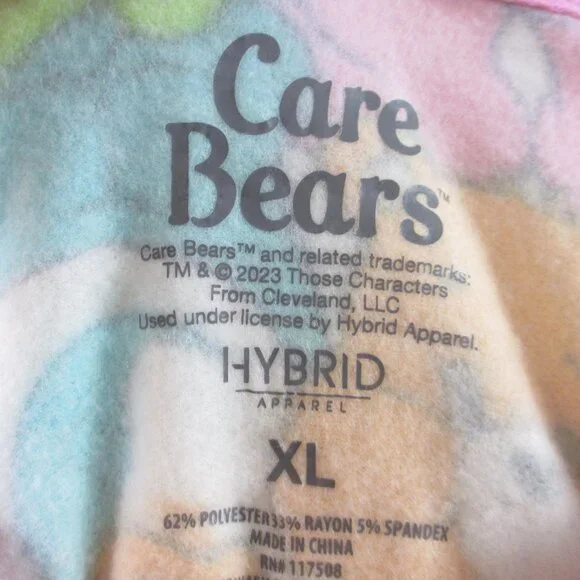 Care
Bears™
Care Bears™ and related trademarks:
TM & © 2023 Those Characters
From Cleveland, LLC
Used under license by Hybrid Apparel.
HYBRID
APPAREL
XL
62% POLYESTER 33% RAYON 5% SPANDEX
MADE IN CHINA
RN# 117508